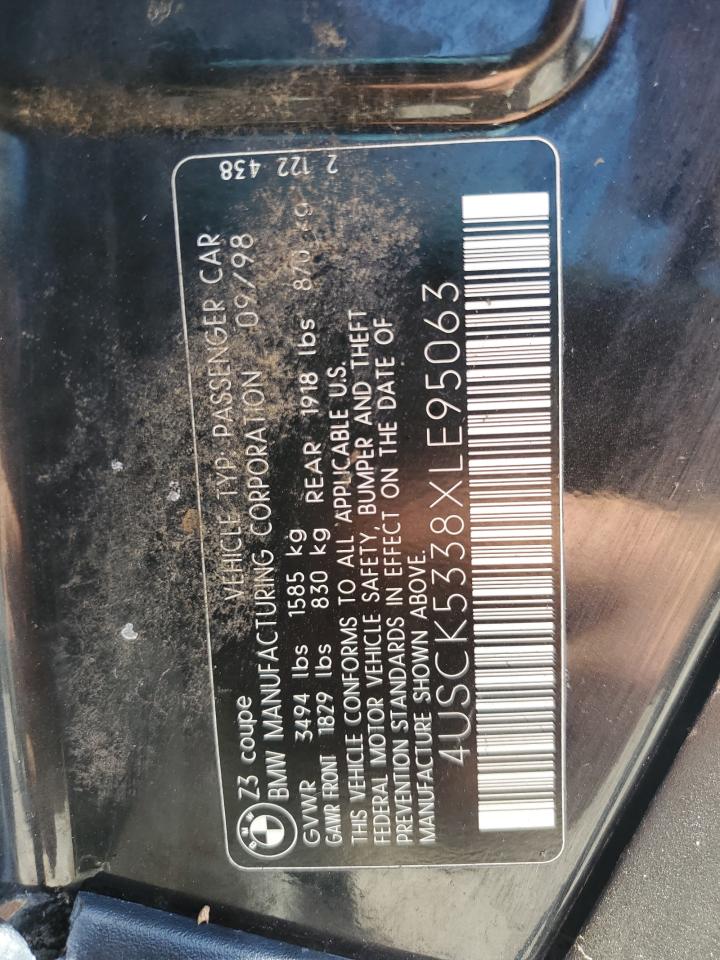 Z3 coupe VEHICLE TYP: PASSENGER CAR 2 122 438
BMW MANUFACTURING CORPORATION 09/98
GVWR 3494 lbs 1585 kg
GAWR FRONT 1829 lbs 830 kg REAR 1918 lbs 870 kg
THIS VEHICLE CONFORMS TO ALL APPLICABLE U.S.
FEDERAL MOTOR VEHICLE SAFETY, BUMPER AND THEFT
PREVENTION STANDARDS IN EFFECT ON THE DATE OF
MANUFACTURE SHOWN ABOVE.
4USCK5338XLE95063